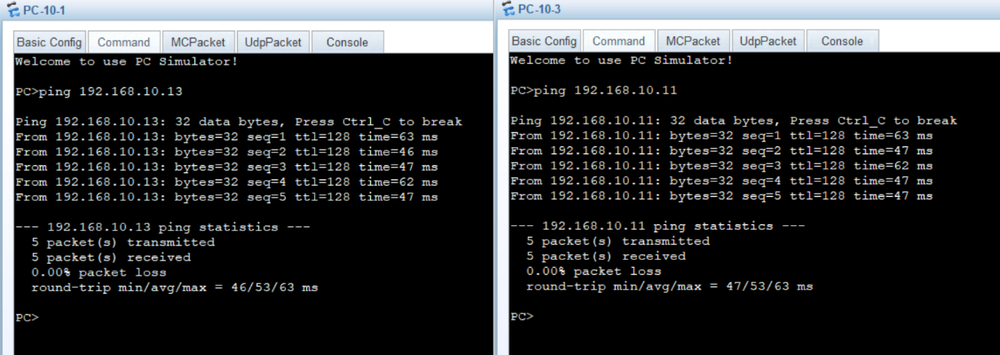 PC-10-1
Basic Config Command MCPacket UdpPacket Console
Welcome to use PC Simulator!
PC>ping 192.168.10.13
Ping 192.168.10.13: 32 data bytes, Press Ctrl_C to break
From 192.168.10.13: bytes=32 seq=1 ttl=128 time=63 ms
From 192.168.10.13: bytes=32 seq=2 ttl=128 time=46 ms
From 192.168.10.13: bytes=32 seq=3 ttl=128 time=47 ms
From 192.168.10.13: bytes=32 seq=4 ttl=128 time=62 ms
From 192.168.10.13: bytes=32 seq=5 ttl=128 time=47 ms
--- 192.168.10.13 ping statistics ---
5 packet(s) transmitted
5 packet(s) received
0.00% packet loss
round-trip min/avg/max = 46/53/63 ms
PC>
PC-10-3
Basic Config Command MCPacket UdpPacket Console
Welcome to use PC Simulator!
PC>ping 192.168.10.11
Ping 192.168.10.11: 32 data bytes, Press Ctrl_C to break
From 192.168.10.11: bytes=32 seq=1 ttl=128 time=63 ms
From 192.168.10.11: bytes=32 seq=2 ttl=128 time=47 ms
From 192.168.10.11: bytes=32 seq=3 ttl=128 time=62 ms
From 192.168.10.11: bytes=32 seq=4 ttl=128 time=47 ms
From 192.168.10.11: bytes=32 seq=5 ttl=128 time=47 ms
--- 192.168.10.11 ping statistics ---
5 packet(s) transmitted
5 packet(s) received
0.00% packet loss
round-trip min/avg/max = 47/53/63 ms
PC>